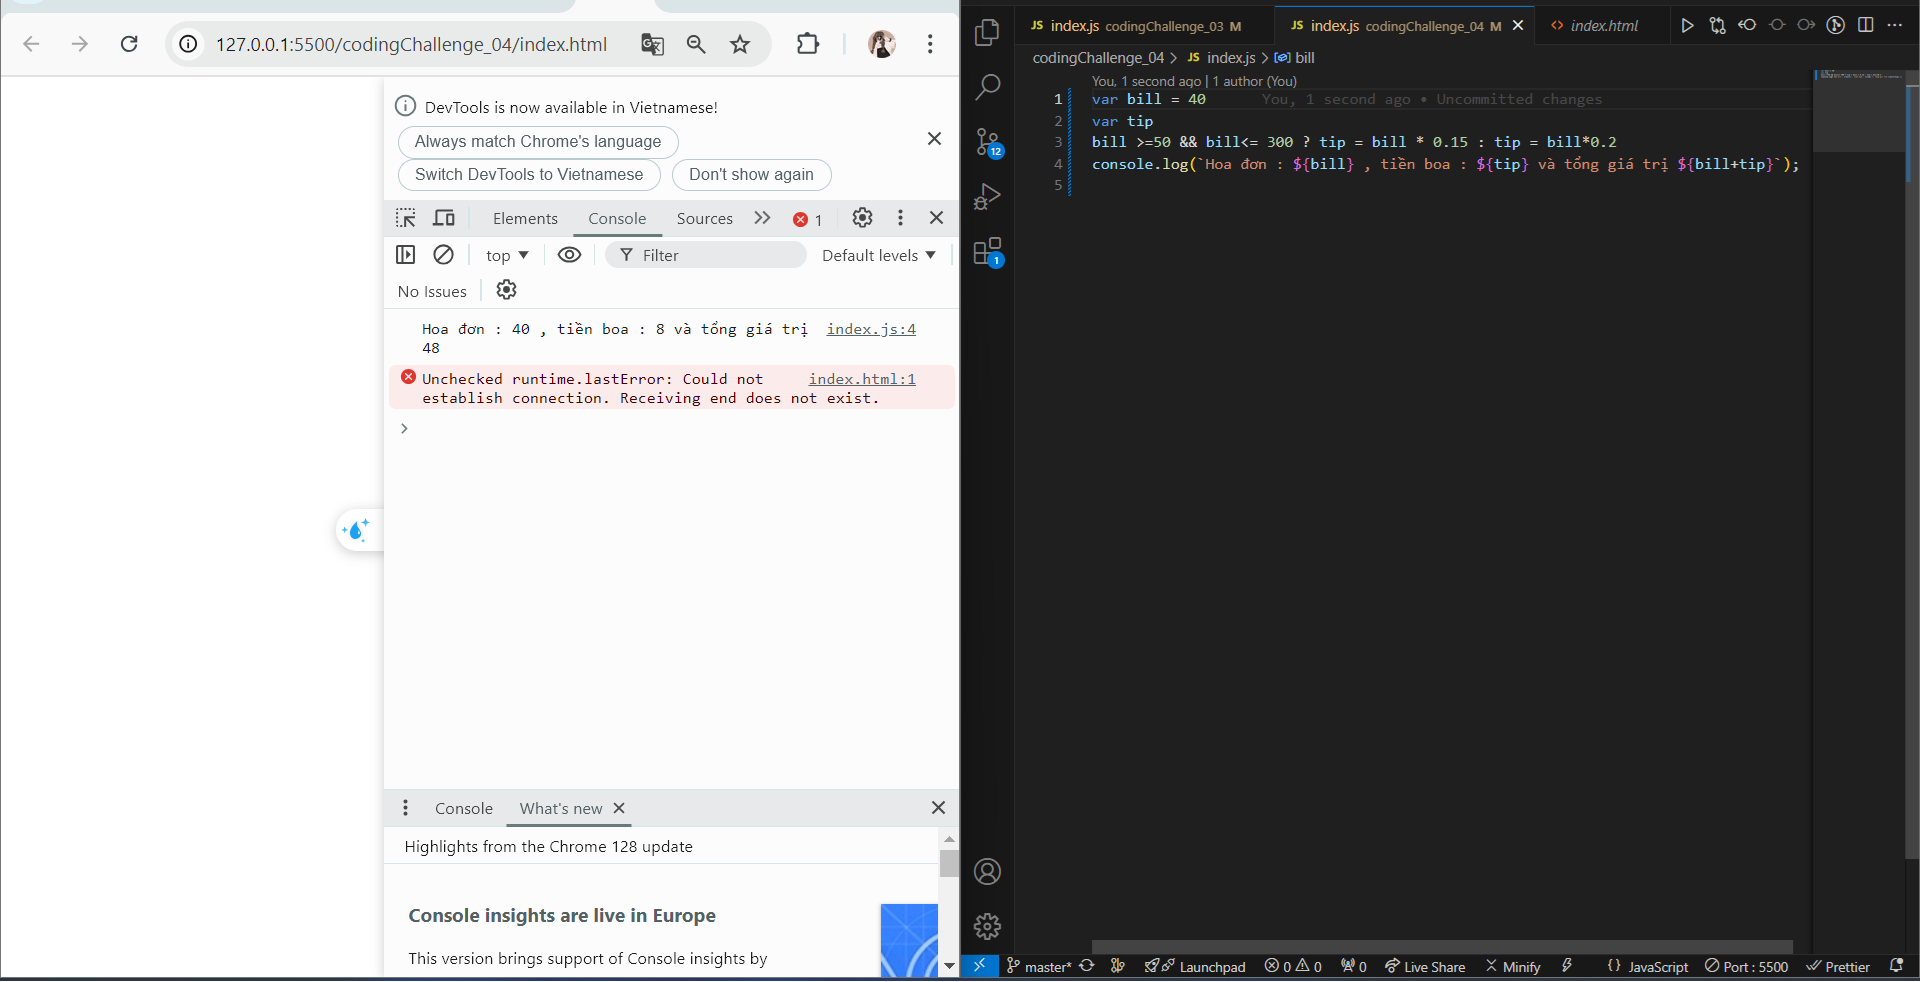 127.0.0.1:5500/codingChallenge_04/index.html
DevTools is now available in Vietnamese!
Always match Chrome's language
Switch DevTools to Vietnamese
Don't show again
Elements
Console
Sources
1
top
Filter
Default levels
No Issues
Hoa đơn : 40 , tiền boa : 8 và tổng giá trị index.js:4
48
Unchecked runtime.lastError: Could not index.html:1
establish connection. Receiving end does not exist.
Console
What's new
Highlights from the Chrome 128 update
Console insights are live in Europe
This version brings support of Console insights by
JS index.js codingChallenge_03 M
JS index.js codingChallenge_04 M
<> index.html
codingChallenge_04 > JS index.js > bill
You, 1 second ago | 1 author (You)
1 var bill = 40 You, 1 second ago • Uncommitted changes
2 var tip
3 bill >=50 && bill<= 300 ? tip = bill * 0.15 : tip = bill*0.2
4 console.log(`Hoa đơn : ${bill} , tiền boa : ${tip} và tổng giá trị ${bill+tip}`);
5
12
1
master*
Launchpad
0
0
0
Live Share
Minify
{} JavaScript
Port : 5500
Prettier